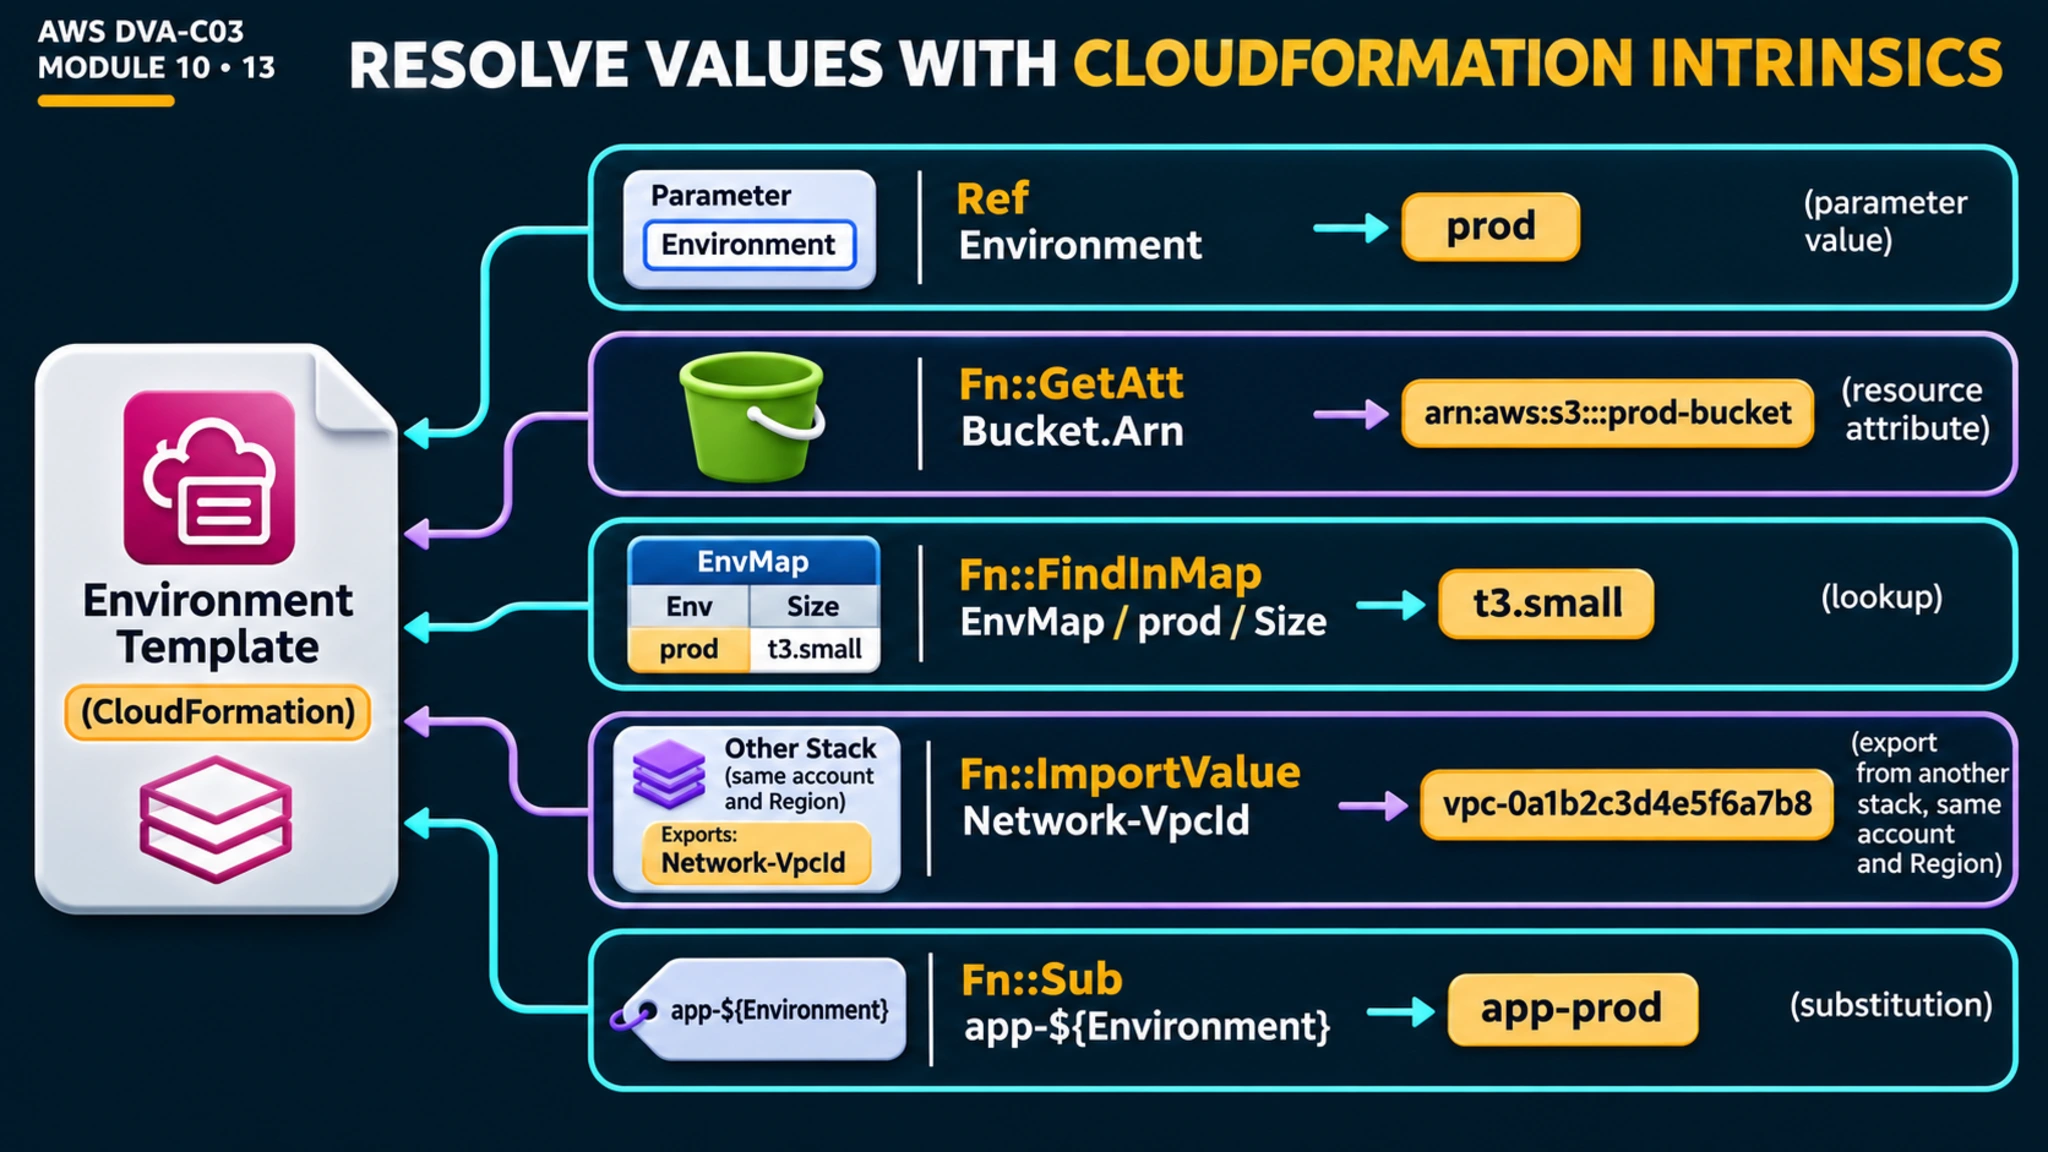 AWS DVA-C03
MODULE 10 • 13
RESOLVE VALUES WITH CLOUDFORMATION INTRINSICS
Environment
Template
(CloudFormation)
Parameter
Environment
Ref
Environment
prod
(parameter
value)
Fn::GetAtt
Bucket.Arn
arn:aws:s3:::prod-bucket
(resource
attribute)
EnvMap
Env Size
prod t3.small
Fn::FindInMap
EnvMap / prod / Size
t3.small
(lookup)
Other Stack
(same account
and Region)
Exports:
Network-VpcId
Fn::ImportValue
Network-VpcId
vpc-0a1b2c3d4e5f6a7b8
(export
from another
stack, same
account
and Region)
app-${Environment}
Fn::Sub
app-${Environment}
app-prod
(substitution)